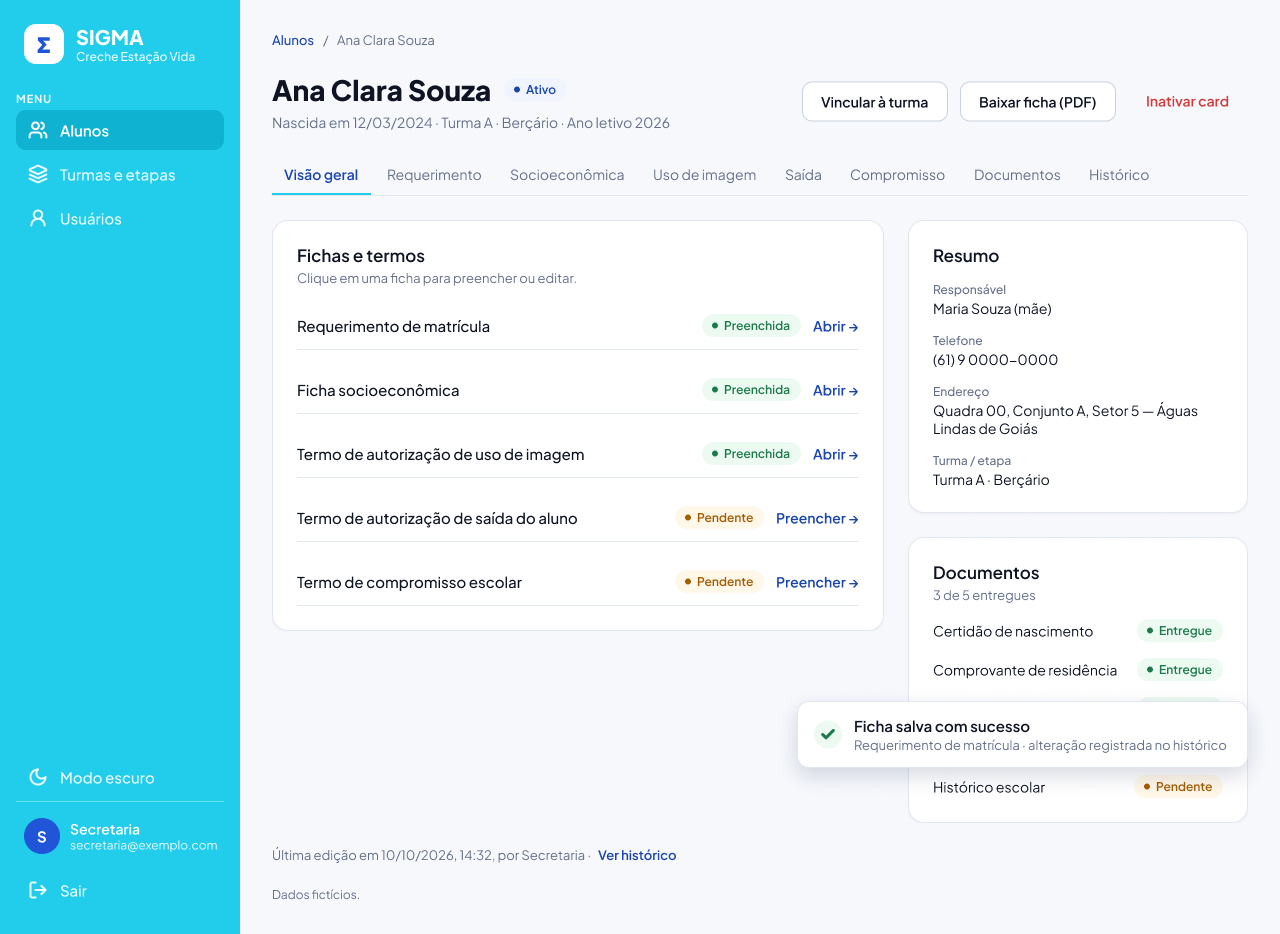 Σ
SIGMA
Creche Estação Vida
MENU
Alunos
Turmas e etapas
Usuários
Modo escuro
S
Secretaria
secretaria@exemplo.com
Sair
Alunos / Ana Clara Souza
Ana Clara Souza
Ativo
Nascida em 12/03/2024 · Turma A · Berçário · Ano letivo 2026
Vincular à turma
Baixar ficha (PDF)
Inativar card
Visão geral
Requerimento
Socioeconômica
Uso de imagem
Saída
Compromisso
Documentos
Histórico
Fichas e termos
Clique em uma ficha para preencher ou editar.
Requerimento de matrícula Preenchida Abrir →
Ficha socioeconômica Preenchida Abrir →
Termo de autorização de uso de imagem Preenchida Abrir →
Termo de autorização de saída do aluno Pendente Preencher →
Termo de compromisso escolar Pendente Preencher →
Resumo
Responsável
Maria Souza (mãe)
Telefone
(61) 9 0000-0000
Endereço
Quadra 00, Conjunto A, Setor 5 — Águas
Lindas de Goiás
Turma / etapa
Turma A · Berçário
Documentos
3 de 5 entregues
Certidão de nascimento Entregue
Comprovante de residência Entregue
Ficha salva com sucesso
Requerimento de matrícula · alteração registrada no histórico
Histórico escolar Pendente
Última edição em 10/10/2026, 14:32, por Secretaria · Ver histórico
Dados fictícios.